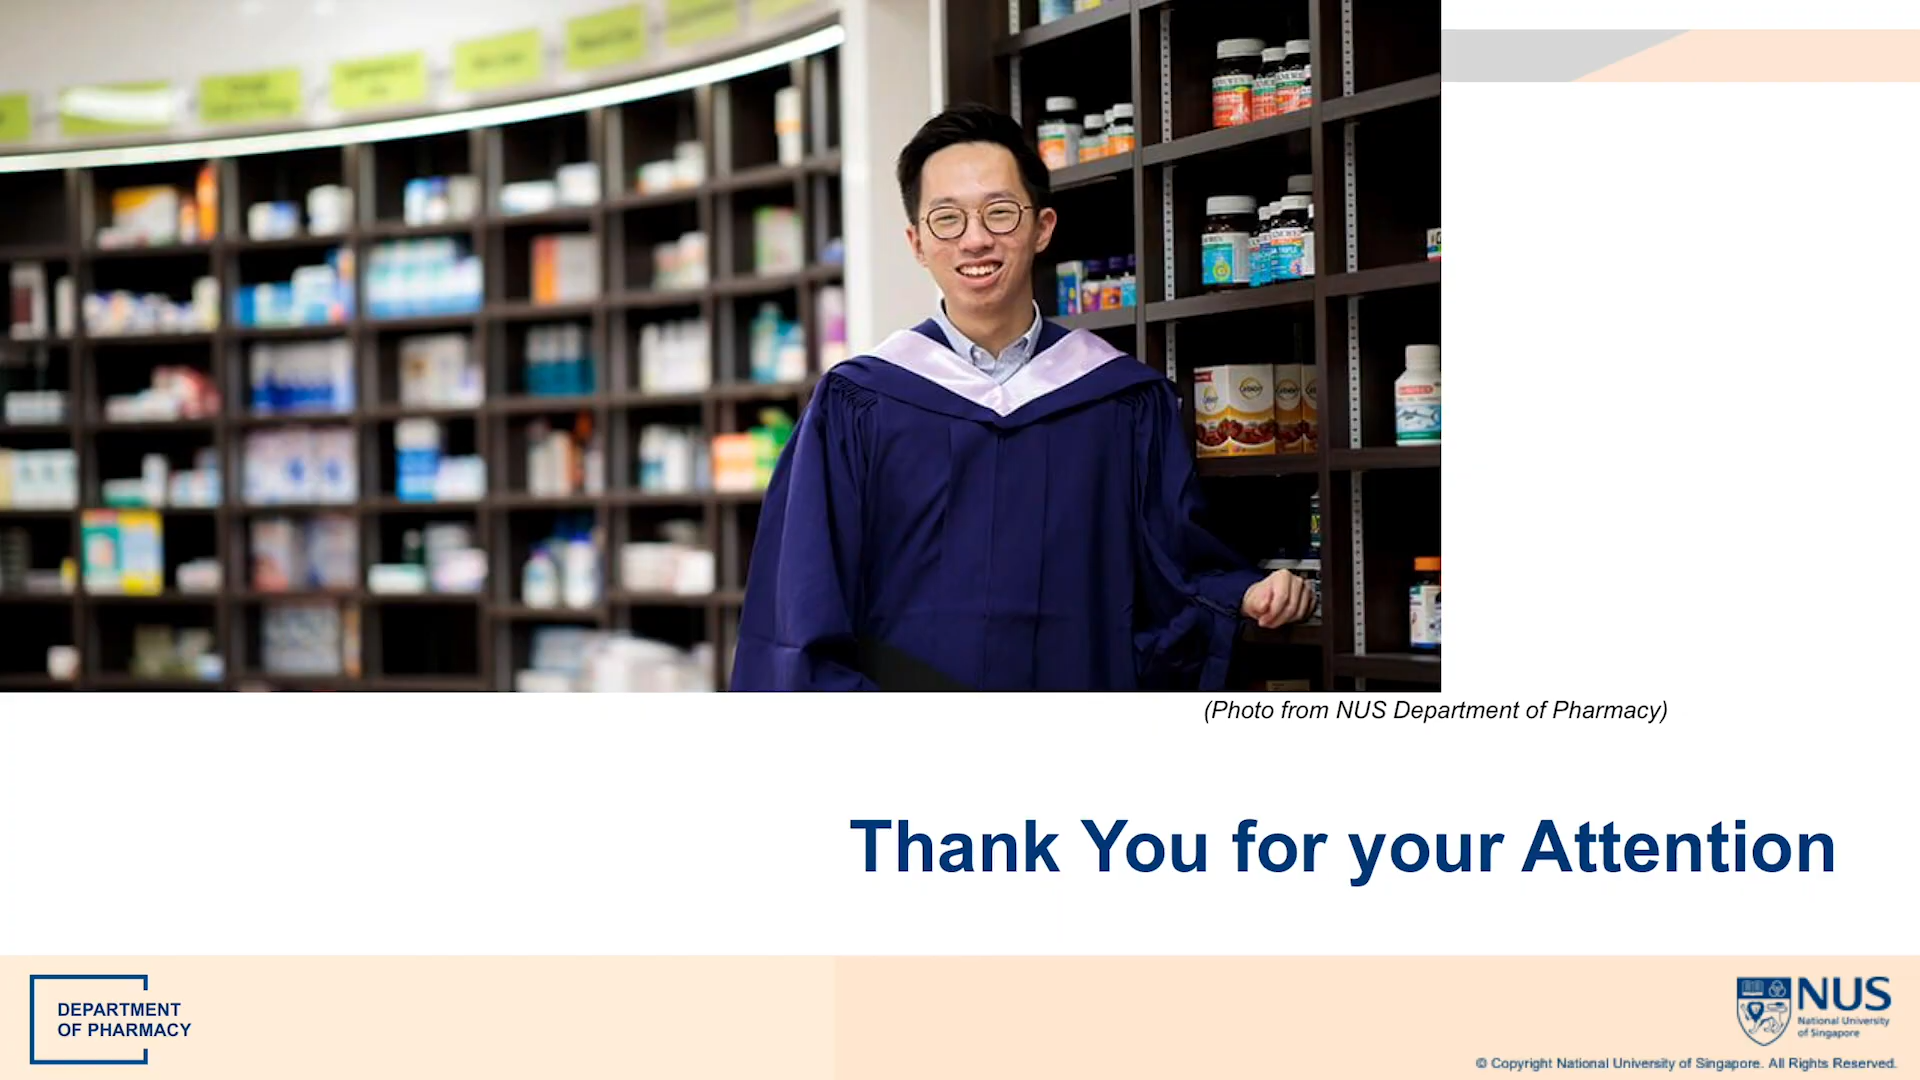 (Photo from NUS Department of Pharmacy)
Thank You for your Attention
DEPARTMENT
OF PHARMACY
NUS
National University
of Singapore
© Copyright National University of Singapore. All Rights Reserved.